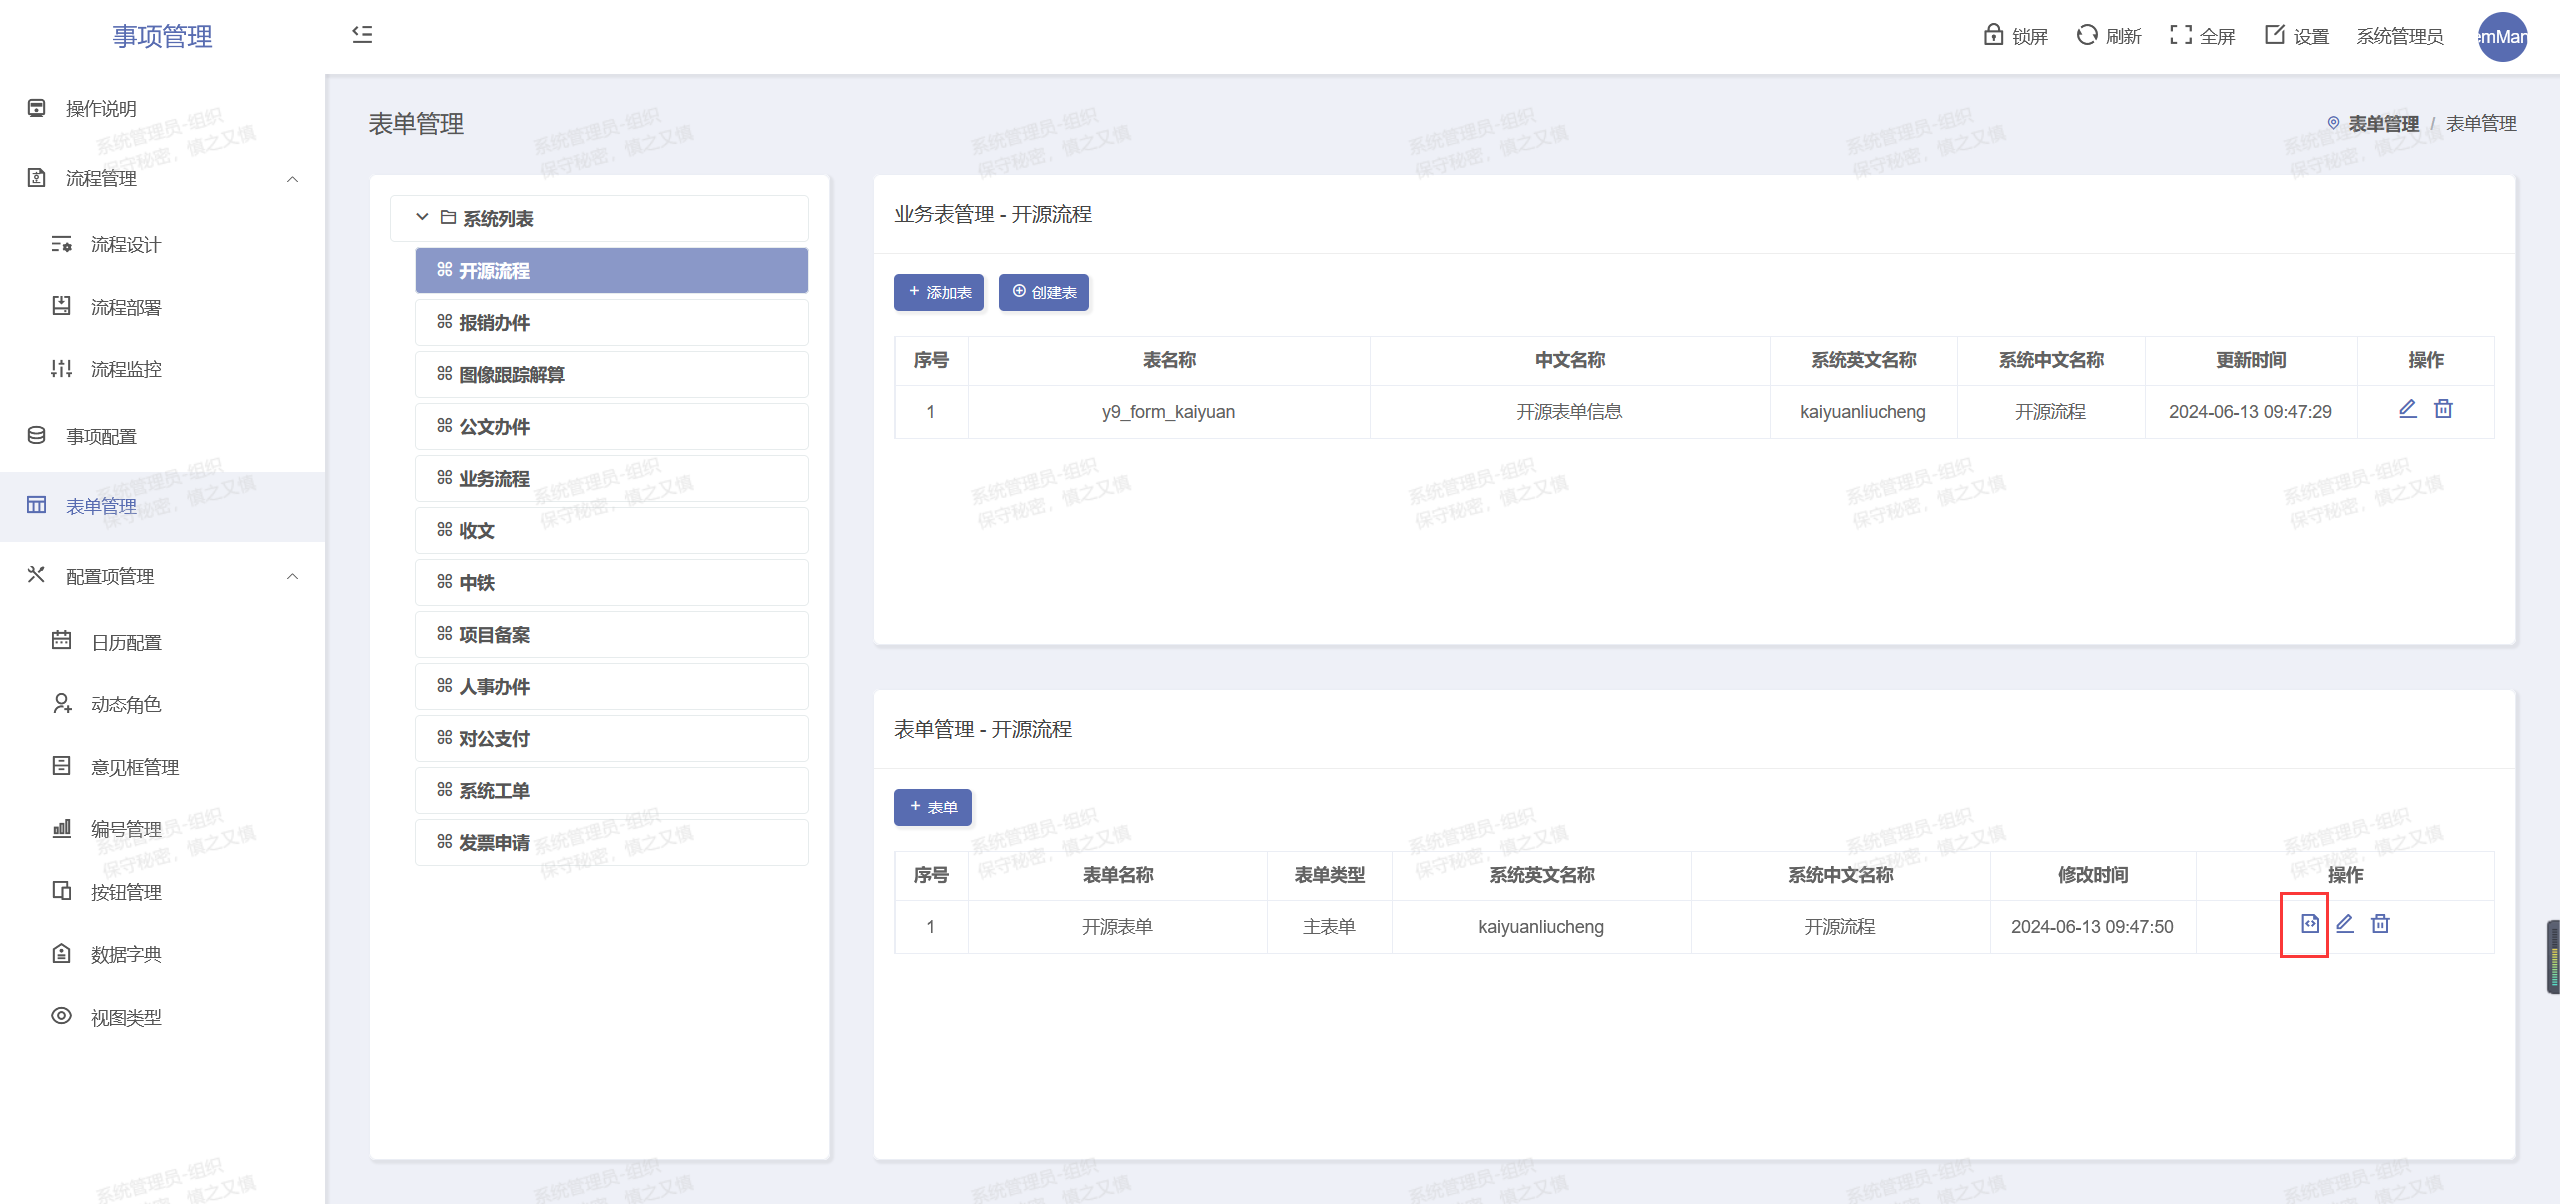 事项管理
锁屏 刷新 全屏 设置 系统管理员 emMan
操作说明
流程管理
流程设计
流程部署
流程监控
事项配置
表单管理
配置项管理
日历配置
动态角色
意见框管理
编号管理
按钮管理
数据字典
视图类型
表单管理
表单管理 / 表单管理
系统列表
开源流程
报销办件
图像跟踪解算
公文办件
业务流程
收文
中铁
项目备案
人事办件
对公支付
系统工单
发票申请
业务表管理 - 开源流程
+ 添加表 创建表
序号 表名称 中文名称 系统英文名称 系统中文名称 更新时间 操作
1 y9_form_kaiyuan 开源表单信息 kaiyuanliucheng 开源流程 2024-06-13 09:47:29
表单管理 - 开源流程
+ 表单
序号 表单名称 表单类型 系统英文名称 系统中文名称 修改时间 操作
1 开源表单 主表单 kaiyuanliucheng 开源流程 2024-06-13 09:47:50
系统管理员-组织
保守秘密，慎之又慎